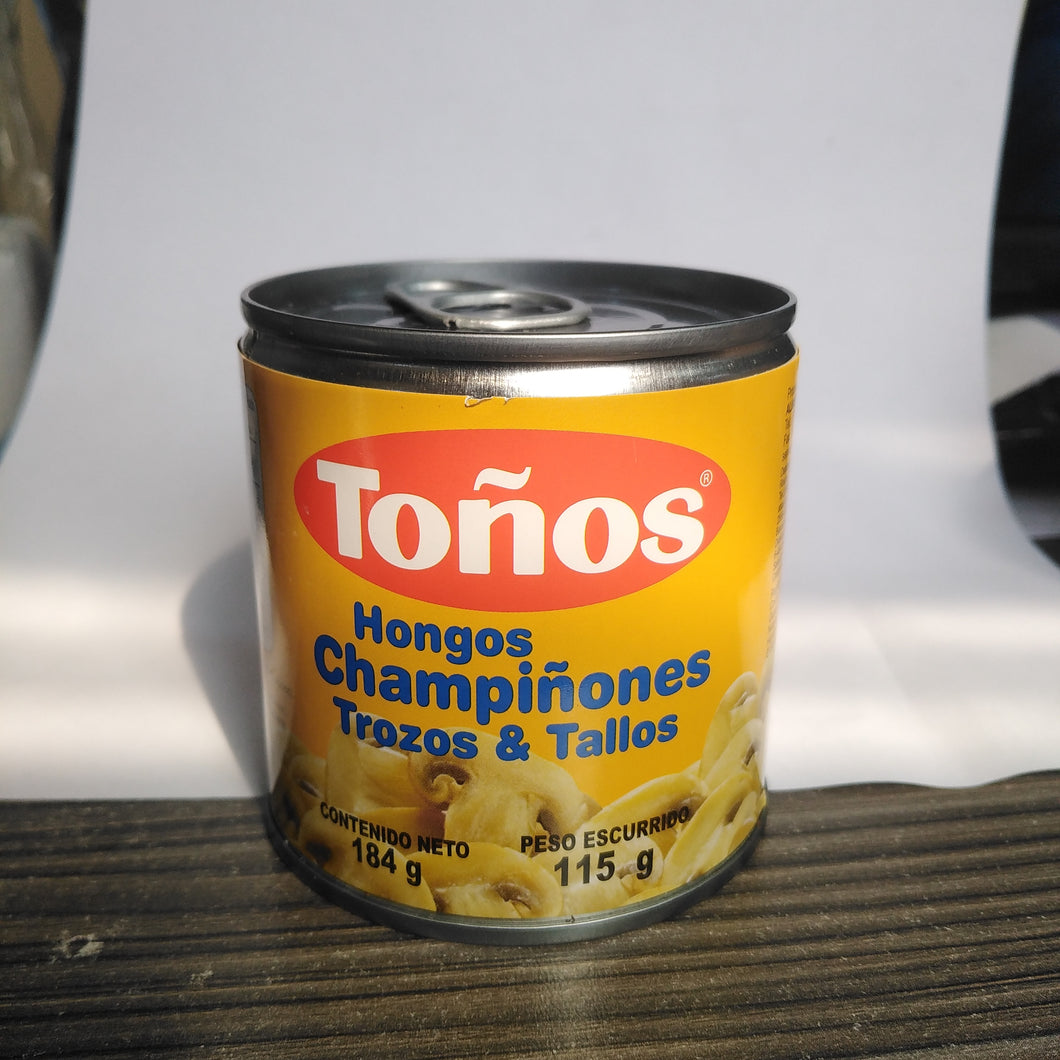 Toños ®
Hongos
Champiñones
Trozos & Tallos
CONTENIDO NETO
184 g
PESO ESCURRIDO
115 g